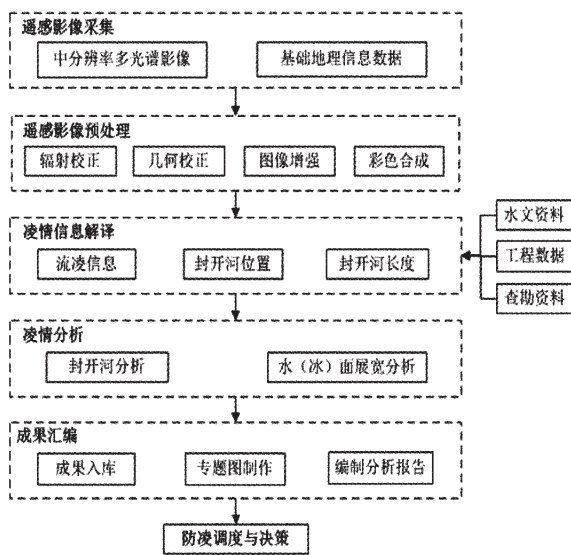 遥感影像采集
中分辨率多光谱影像 基础地理信息数据
遥感影像预处理
辐射校正 几何校正 图像增强 彩色合成
凌情信息解译
流凌信息 封开河位置 封开河长度
水文资料
工程数据
查勘资料
凌情分析
封开河分析 水（冰）面展宽分析
成果汇编
成果入库 专题图制作 编制分析报告
防凌调度与决策